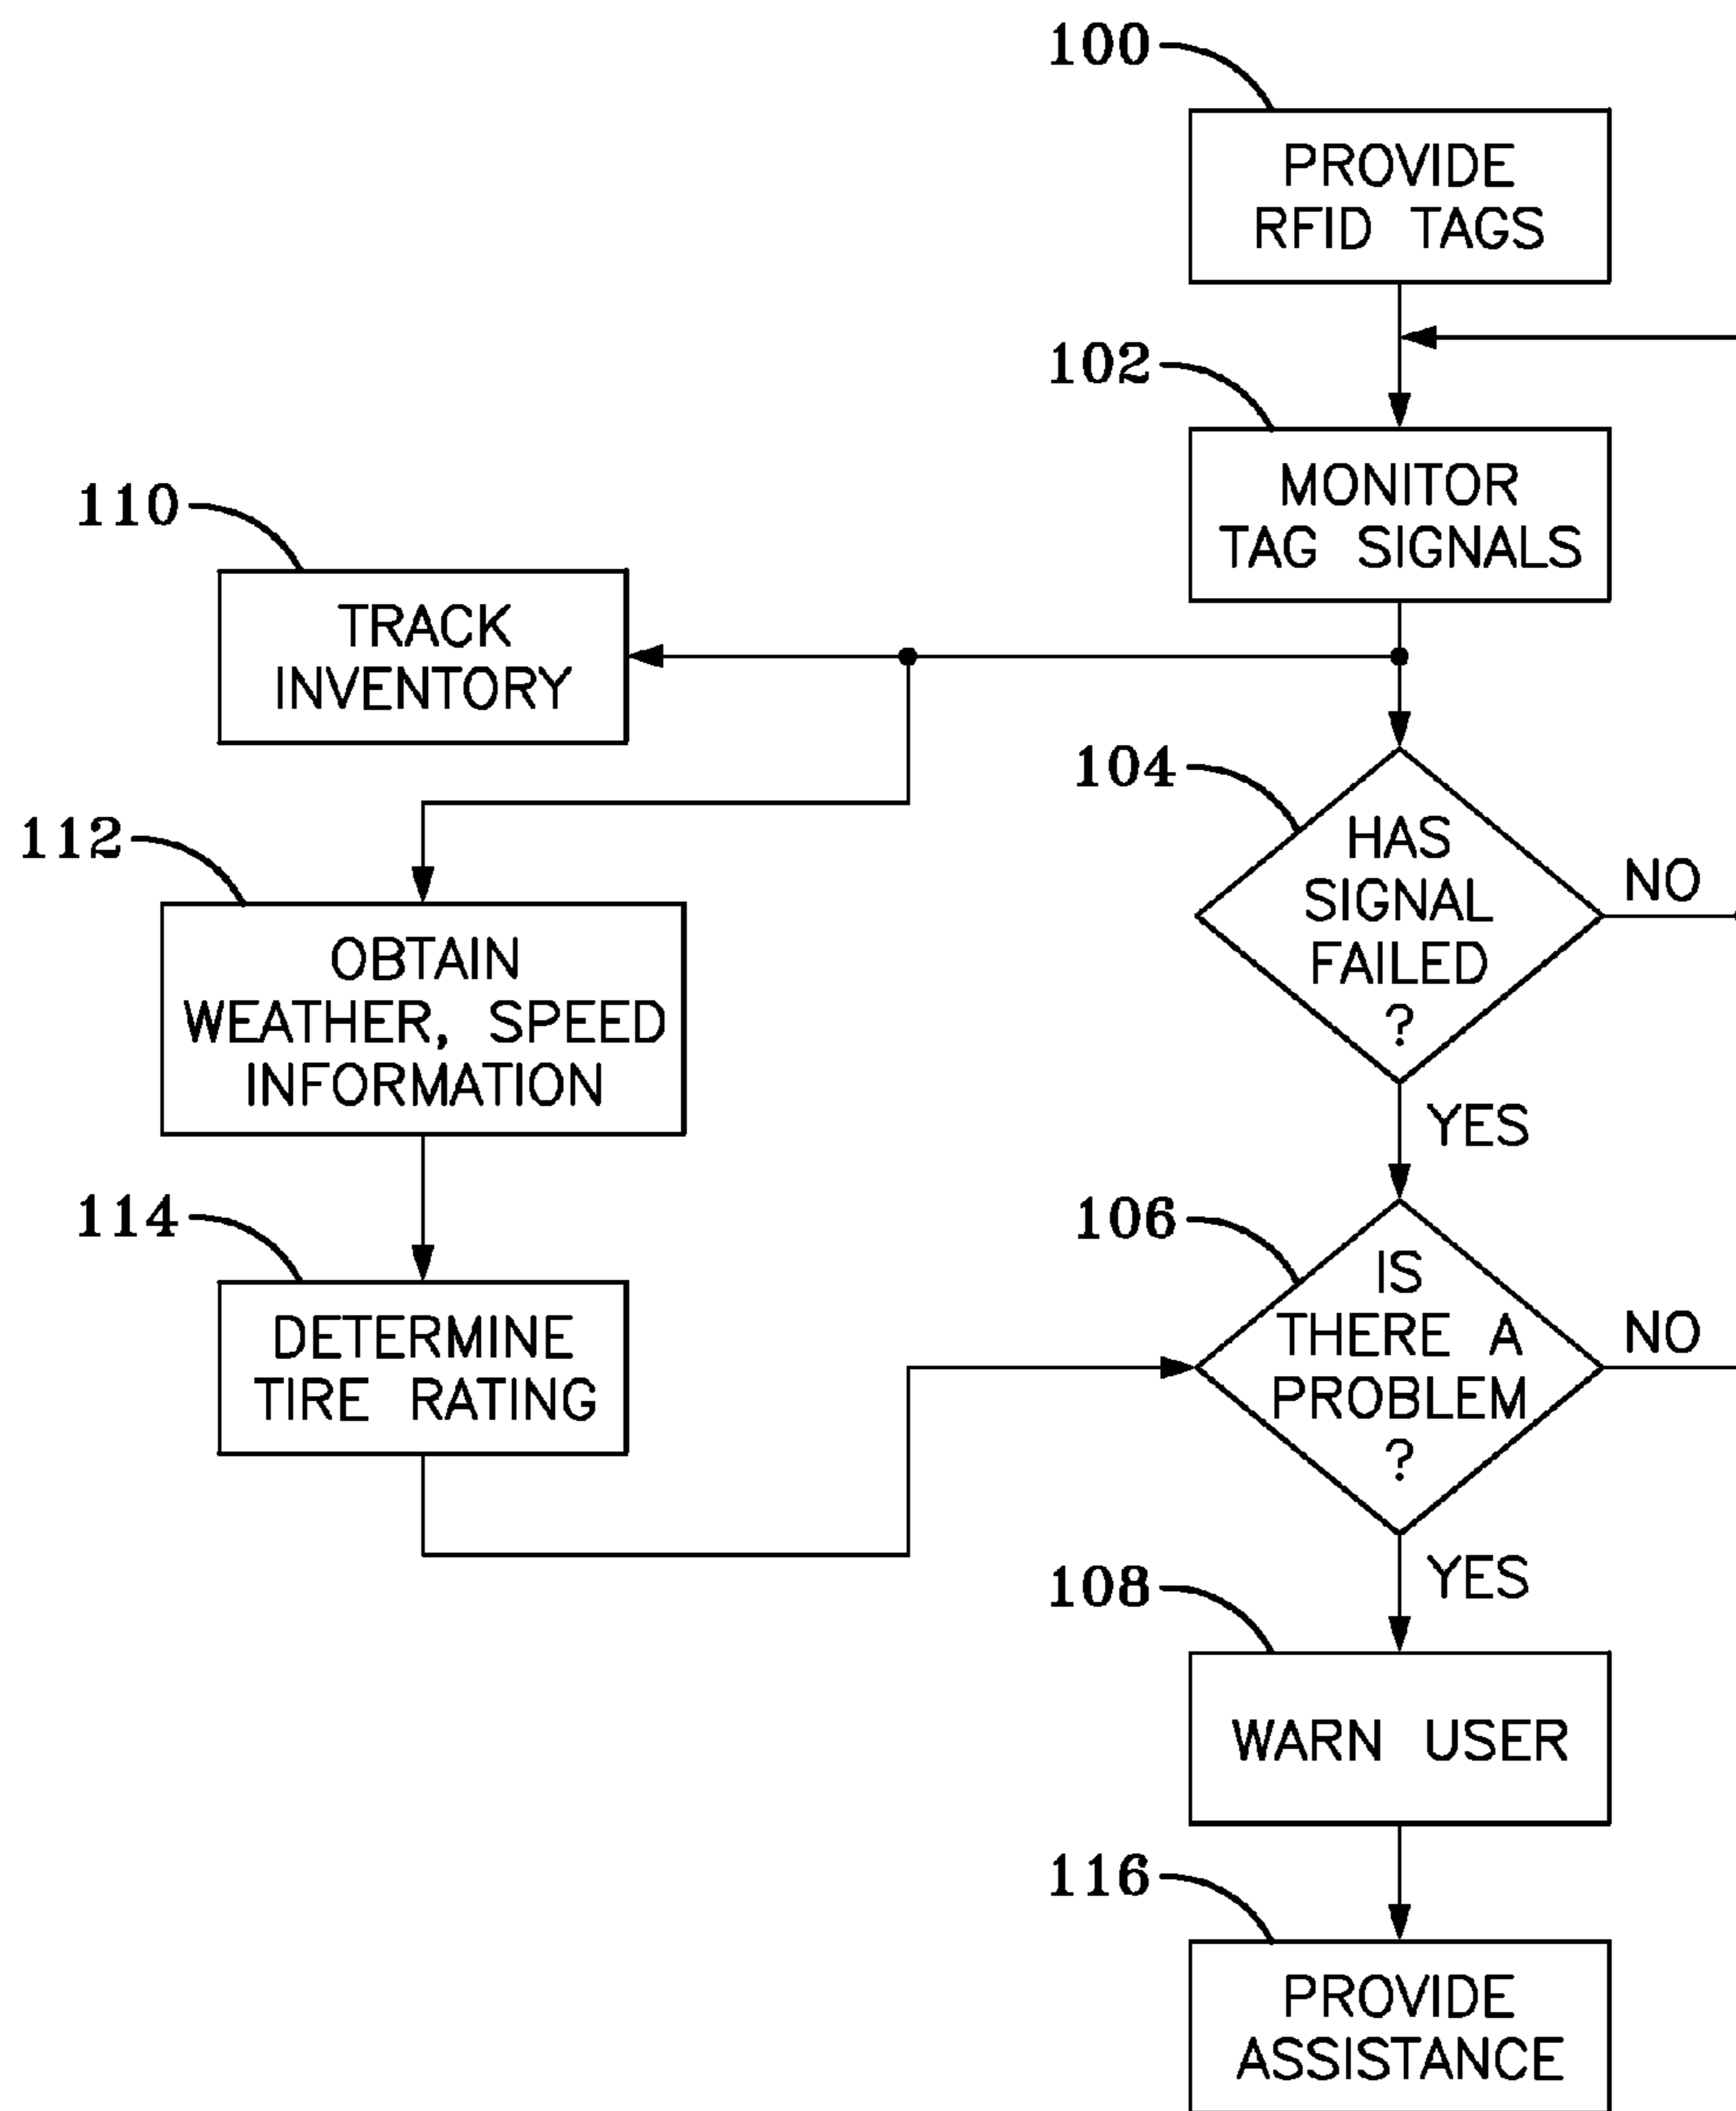 100
PROVIDE
RFID TAGS
102
MONITOR
TAG SIGNALS
110
TRACK
INVENTORY
104
HAS
SIGNAL
FAILED
?
NO
YES
112
OBTAIN
WEATHER, SPEED
INFORMATION
114
DETERMINE
TIRE RATING
106
IS
THERE A
PROBLEM
?
NO
YES
108
WARN USER
116
PROVIDE
ASSISTANCE